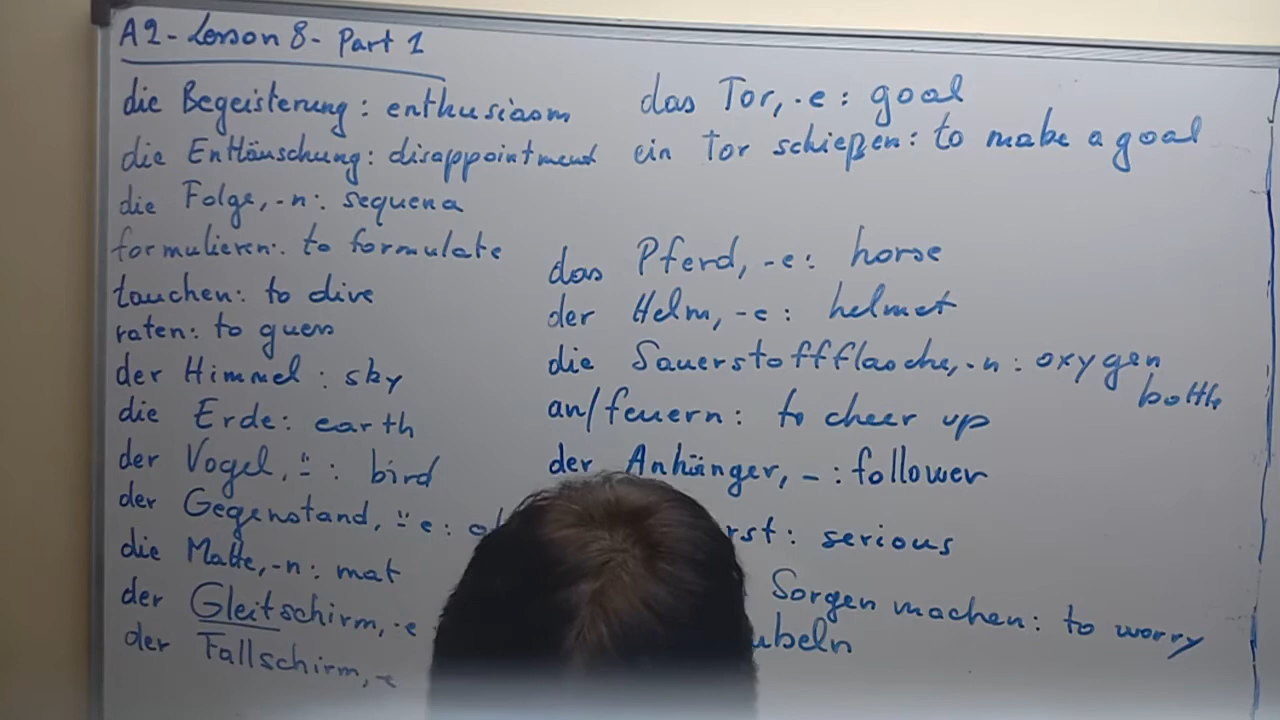 A2 - Lesson 8 - Part 1
die Begeisterung: enthusiasm
die Enttäuschung: disappointment
die Folge, -n: sequence
formulieren: to formulate
tauchen: to dive
raten: to guess
der Himmel: sky
die Erde: earth
der Vogel, ¨: bird
der Gegenstand, ¨e:
die Matte, -n: mat
der Gleitschirm, -e
der Fallschirm, -e
das Tor, -e: goal
ein Tor schießen: to make a goal
das Pferd, -e: horse
der Helm, -e: helmet
die Sauerstoffflasche, -n: oxygen
bottle
an/feuern: to cheer up
der Anhänger, -: follower
rst: serious
Sorgen machen: to worry
ubeln